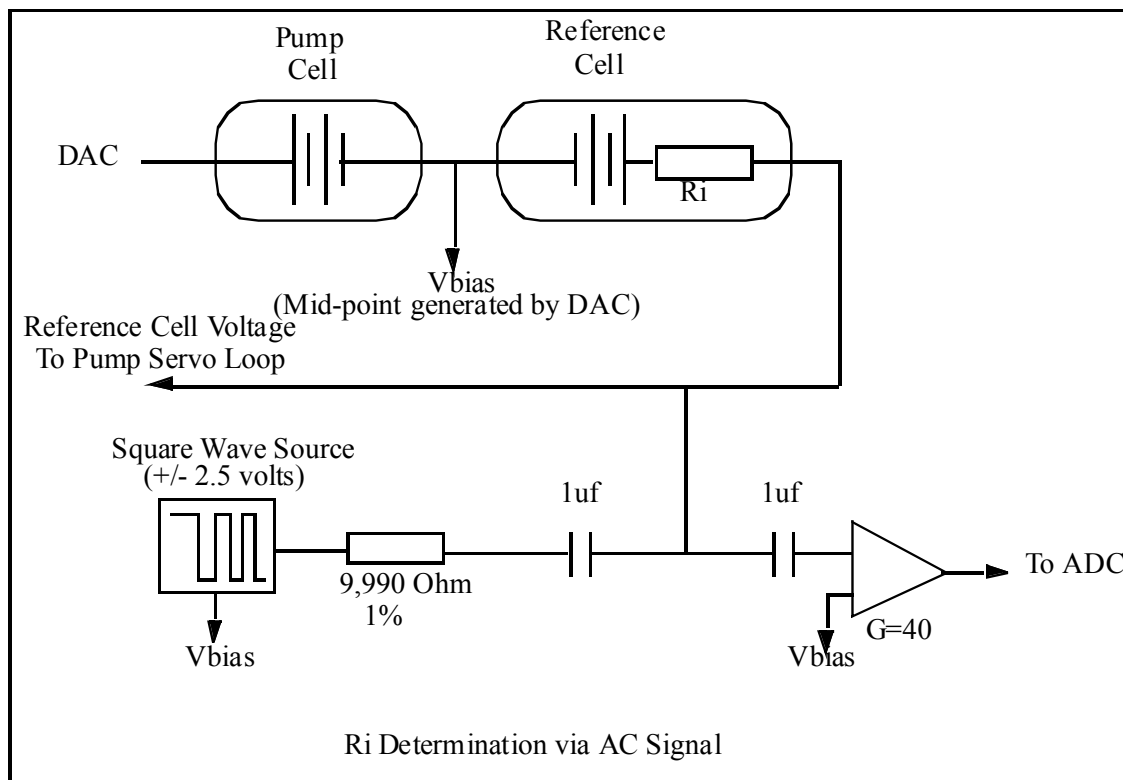 Pump
Cell
Reference
Cell
DAC
Ri
Vbias
(Mid-point generated by DAC)
Reference Cell Voltage
To Pump Servo Loop
Square Wave Source
(+/- 2.5 volts)
1uf
1uf
9,990 Ohm
1%
To ADC
G=40
Vbias
Vbias
Ri Determination via AC Signal